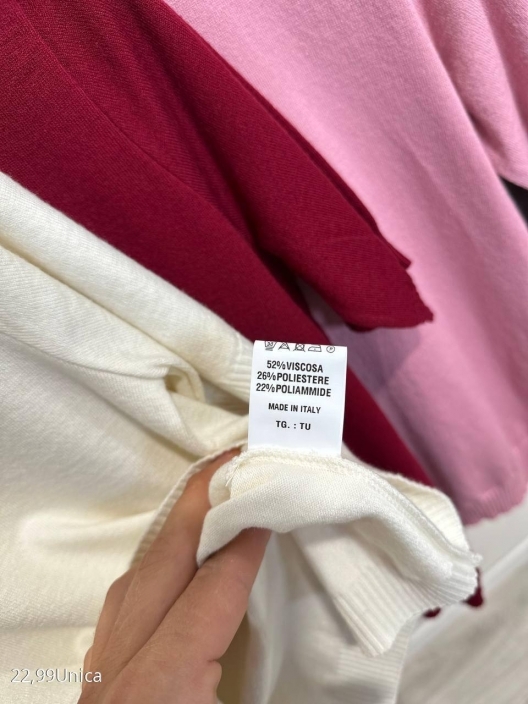 52%VISCOSA
26%POLIESTERE
22%POLIAMMIDE
MADE IN ITALY
TG. : TU
22,99Unica